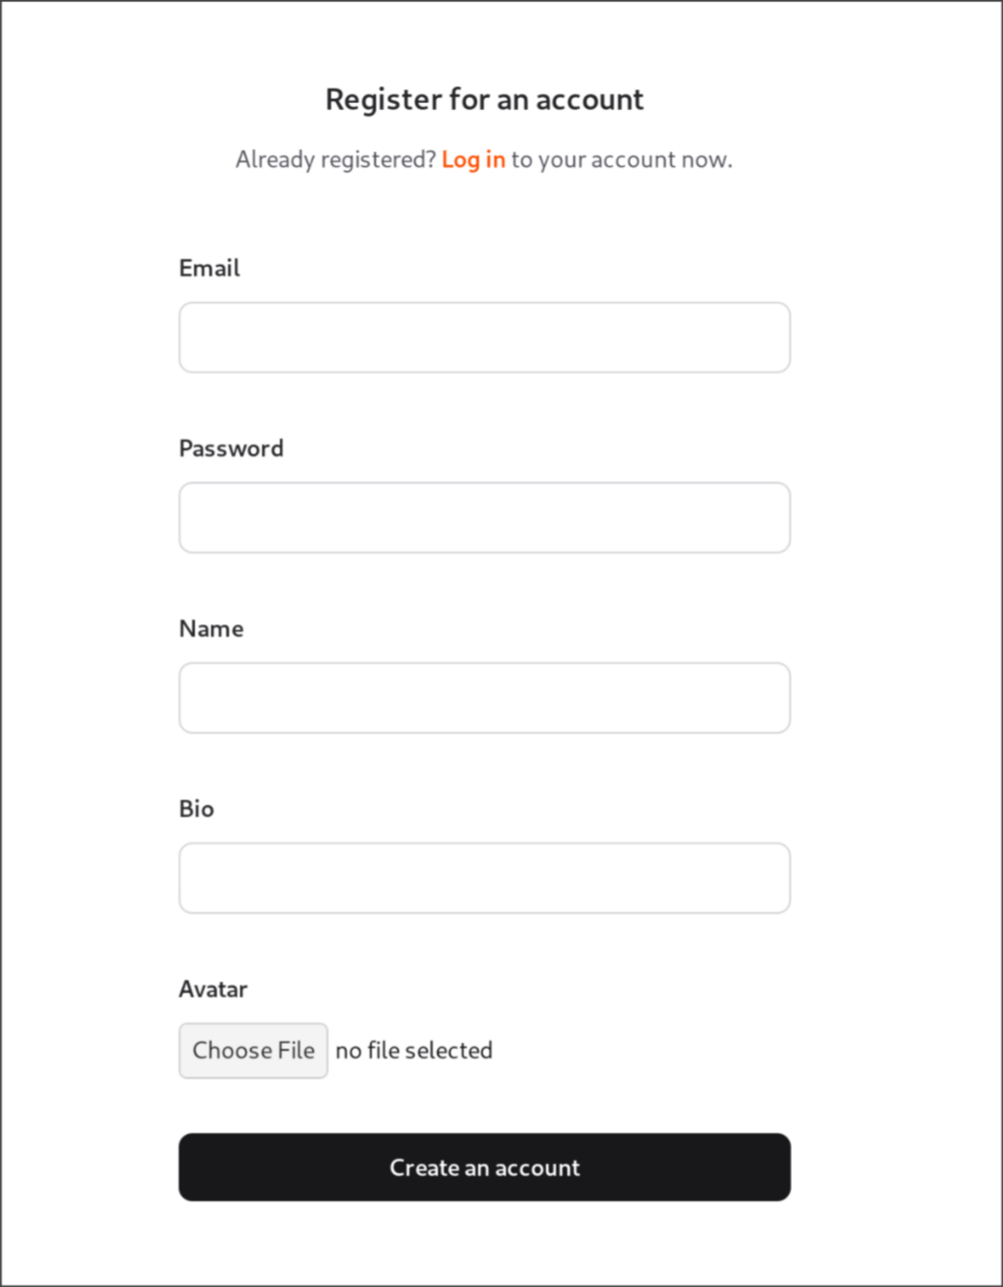 Register for an account
Already registered? Log in to your account now.
Email
Password
Name
Bio
Avatar
Choose File no file selected
Create an account